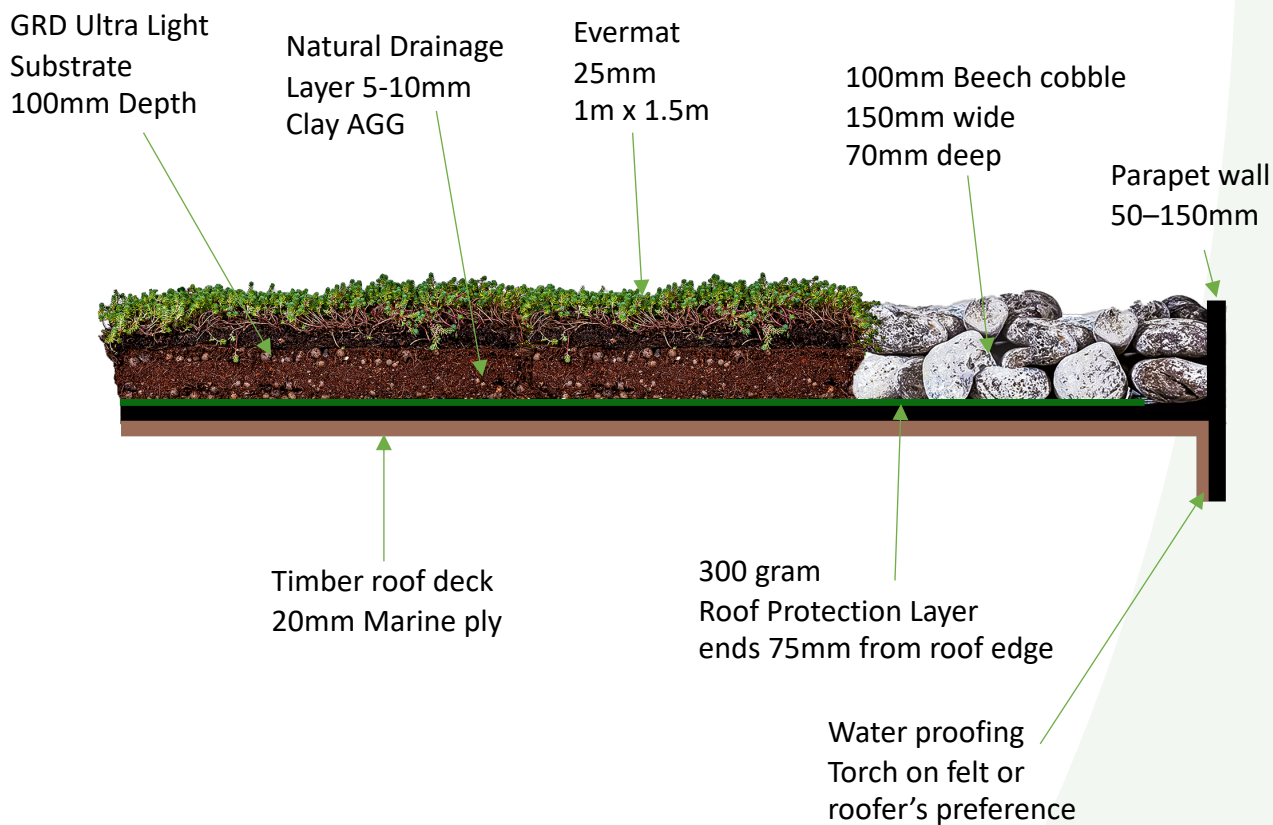 GRD Ultra Light
Substrate
100mm Depth
Natural Drainage
Layer 5-10mm
Clay AGG
Evermat
25mm
1m x 1.5m
100mm Beech cobble
150mm wide
70mm deep
Parapet wall
50–150mm
Timber roof deck
20mm Marine ply
300 gram
Roof Protection Layer
ends 75mm from roof edge
Water proofing
Torch on felt or
roofer’s preference